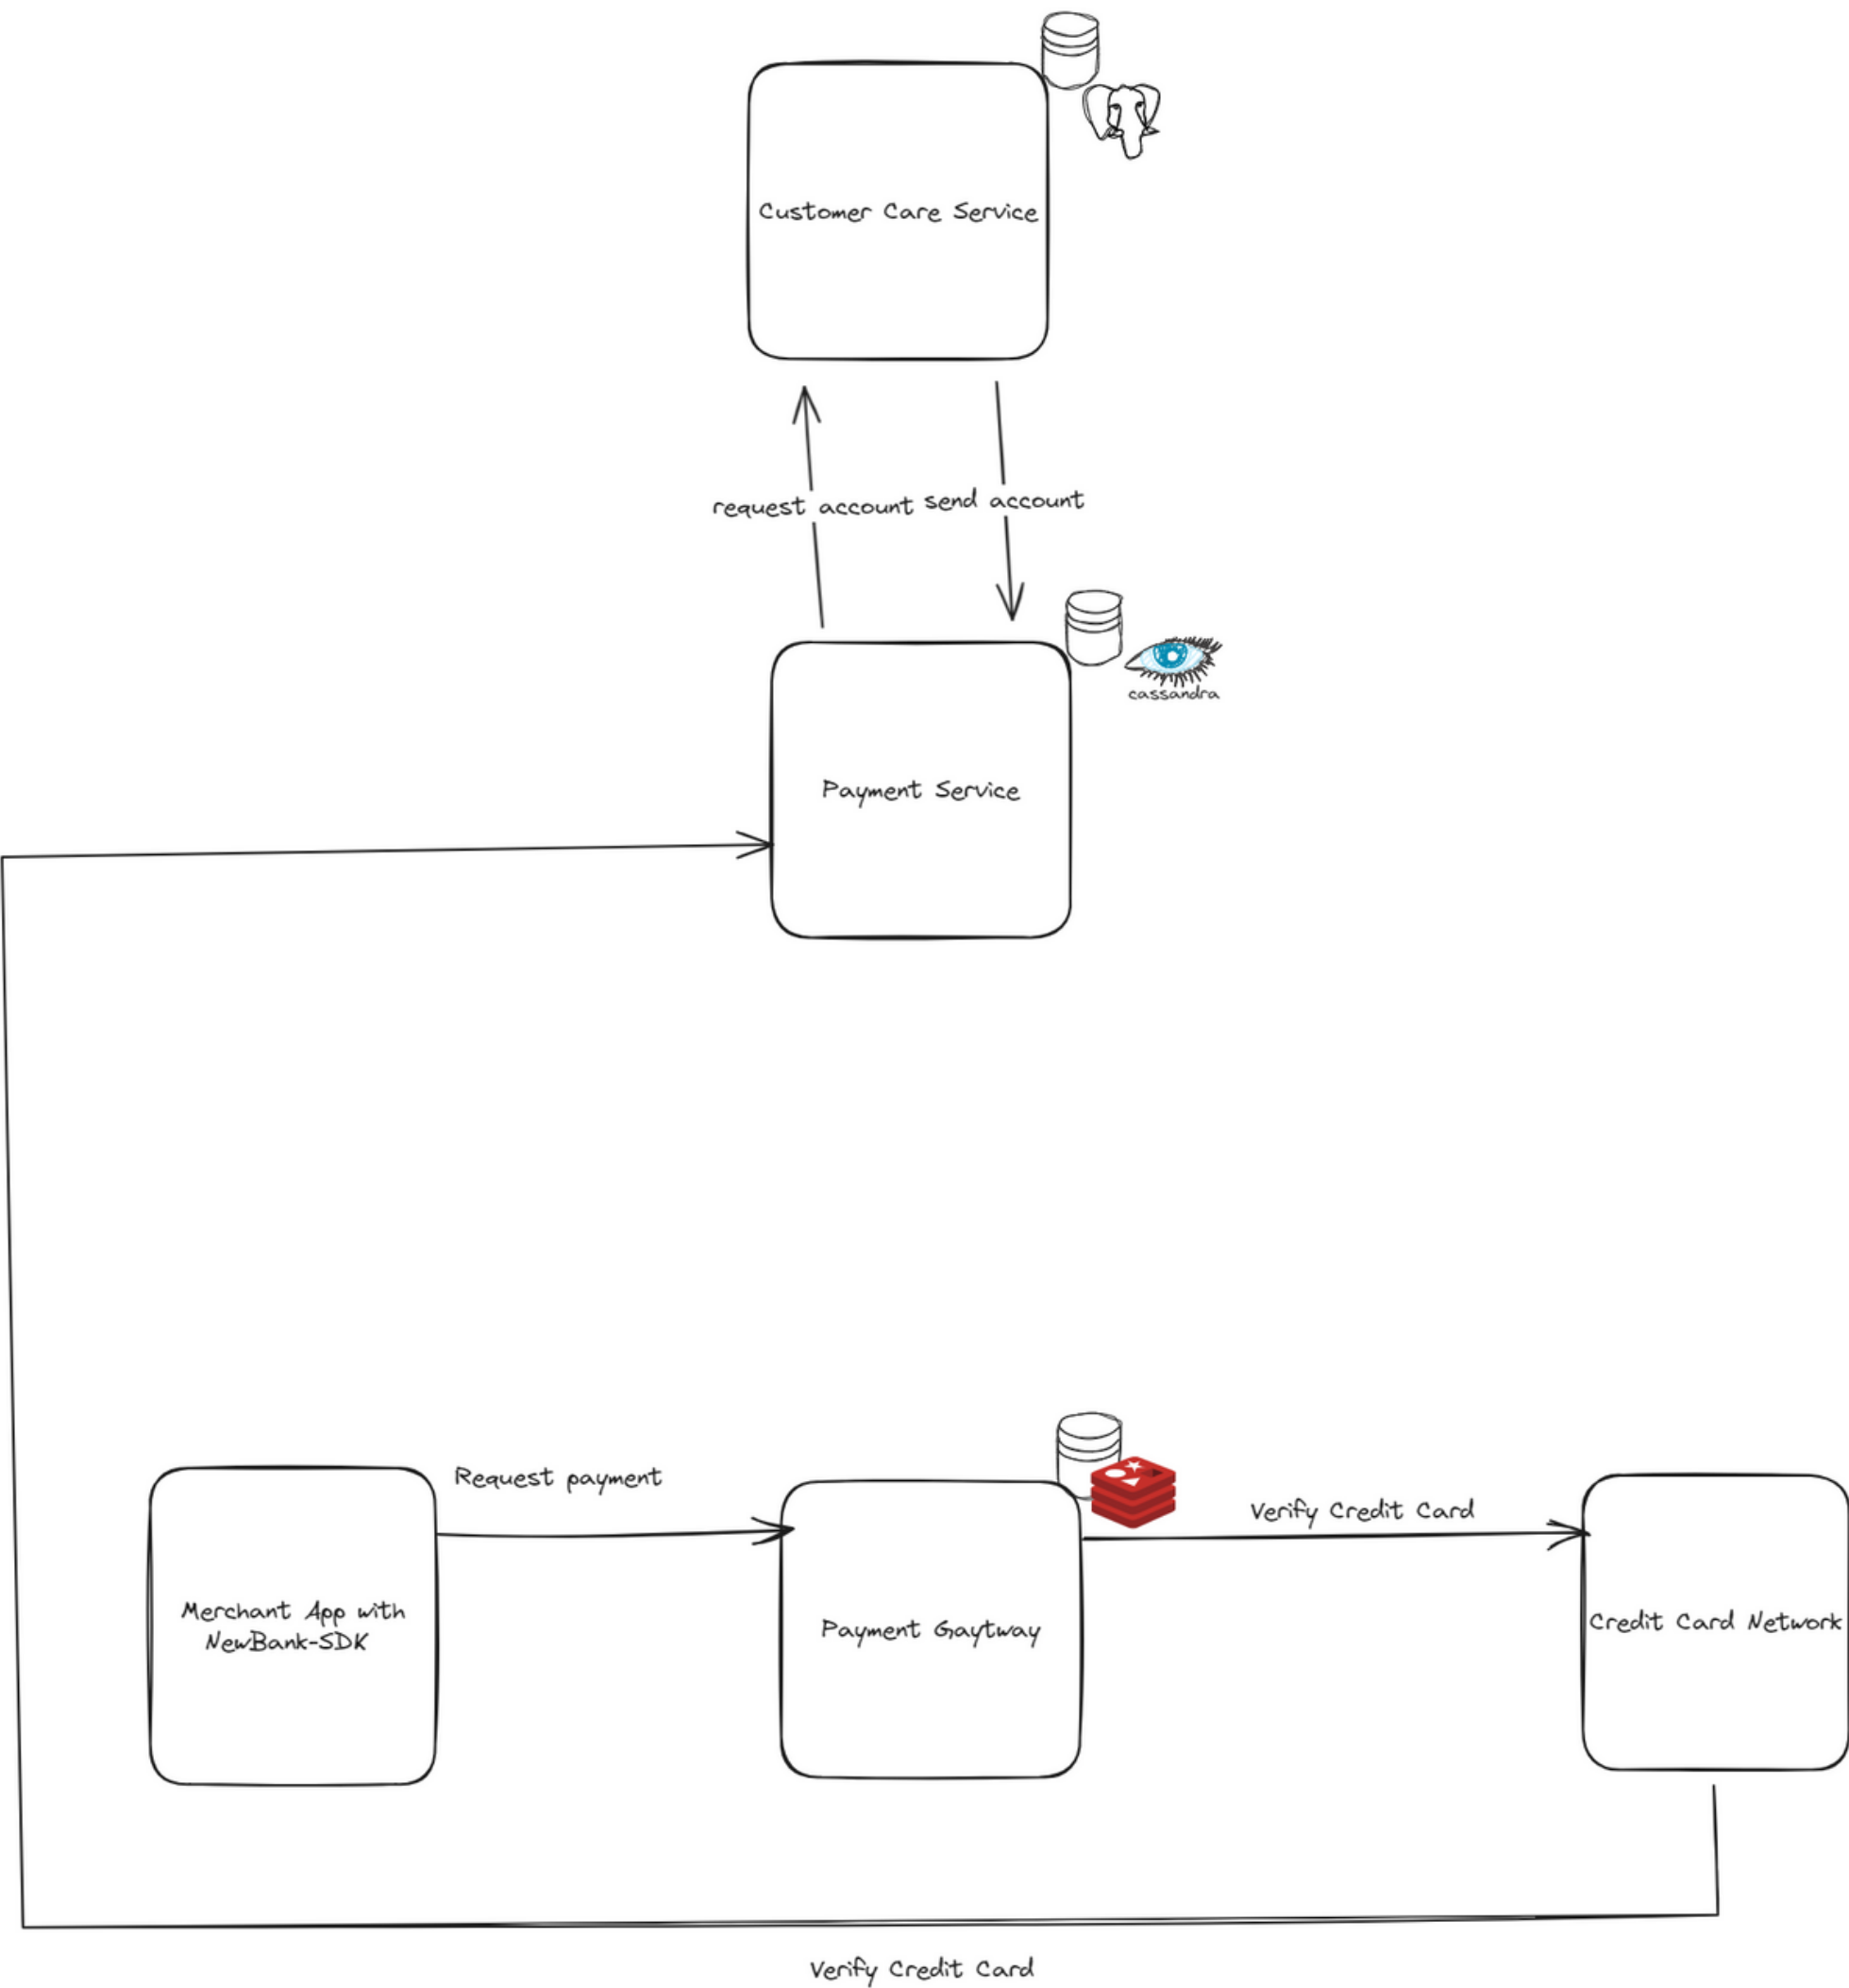 Customer Care Service
request account
send account
cassandra
Payment Service
Request payment
Verify Credit Card
Merchant App with
NewBank-SDK
Payment Gaytway
Credit Card Network
Verify Credit Card